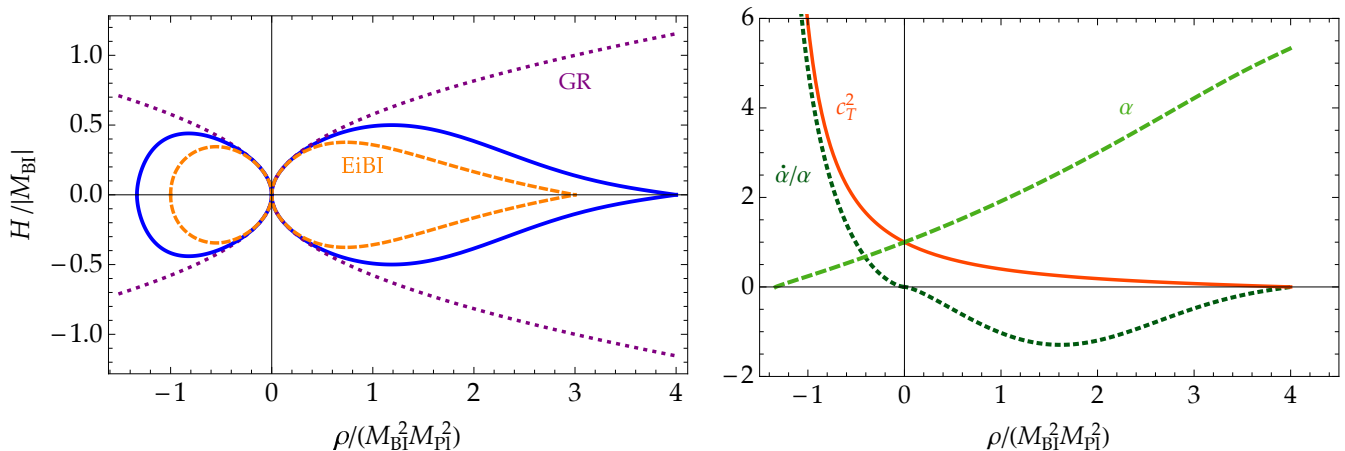 H/|M_BI|
1.0
0.5
0.0
−0.5
−1.0
GR
EiBI
−1 0 1 2 3 4
ρ/(M_BI^2 M_Pl^2)
6
4
2
0
−2
c_T^2
α
α̇/α
−1 0 1 2 3 4
ρ/(M_BI^2 M_Pl^2)